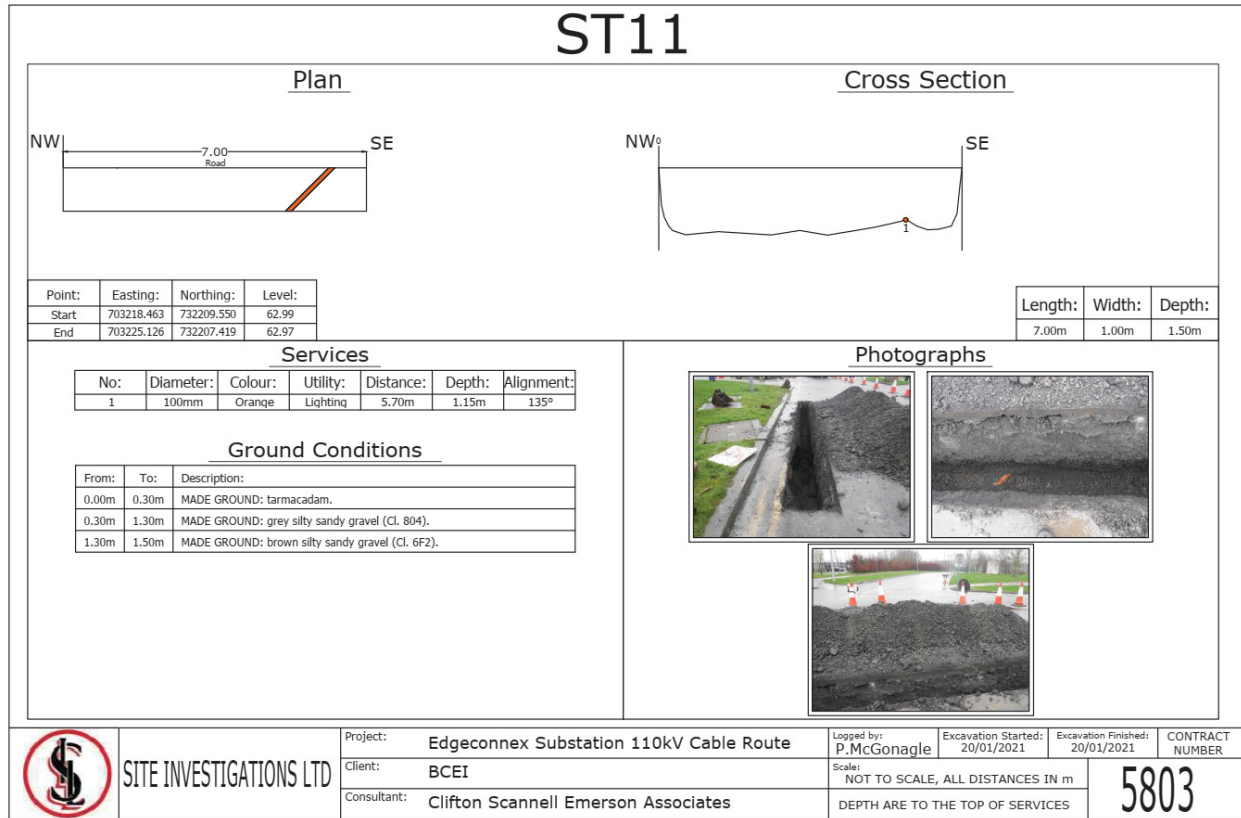 ST11
Plan
NW
SE
7.00
Road
Cross Section
NW
0
SE
1
Point: Easting: Northing: Level:
Start 703218.463 732209.550 62.99
End 703225.126 732207.419 62.97
Length: Width: Depth:
7.00m 1.00m 1.50m
Services
No: Diameter: Colour: Utility: Distance: Depth: Alignment:
1 100mm Orange Lighting 5.70m 1.15m 135º
Ground Conditions
From: To: Description:
0.00m 0.30m MADE GROUND: tarmacadam.
0.30m 1.30m MADE GROUND: grey silty sandy gravel (Cl. 804).
1.30m 1.50m MADE GROUND: brown silty sandy gravel (Cl. 6F2).
Photographs
SIL
SITE INVESTIGATIONS LTD
Project: Edgeconnex Substation 110kV Cable Route
Client: BCEI
Consultant: Clifton Scannell Emerson Associates
Logged by:
P.McGonagle
Excavation Started:
20/01/2021
Excavation Finished:
20/01/2021
CONTRACT
NUMBER
Scale:
NOT TO SCALE, ALL DISTANCES IN m
DEPTH ARE TO THE TOP OF SERVICES
5803